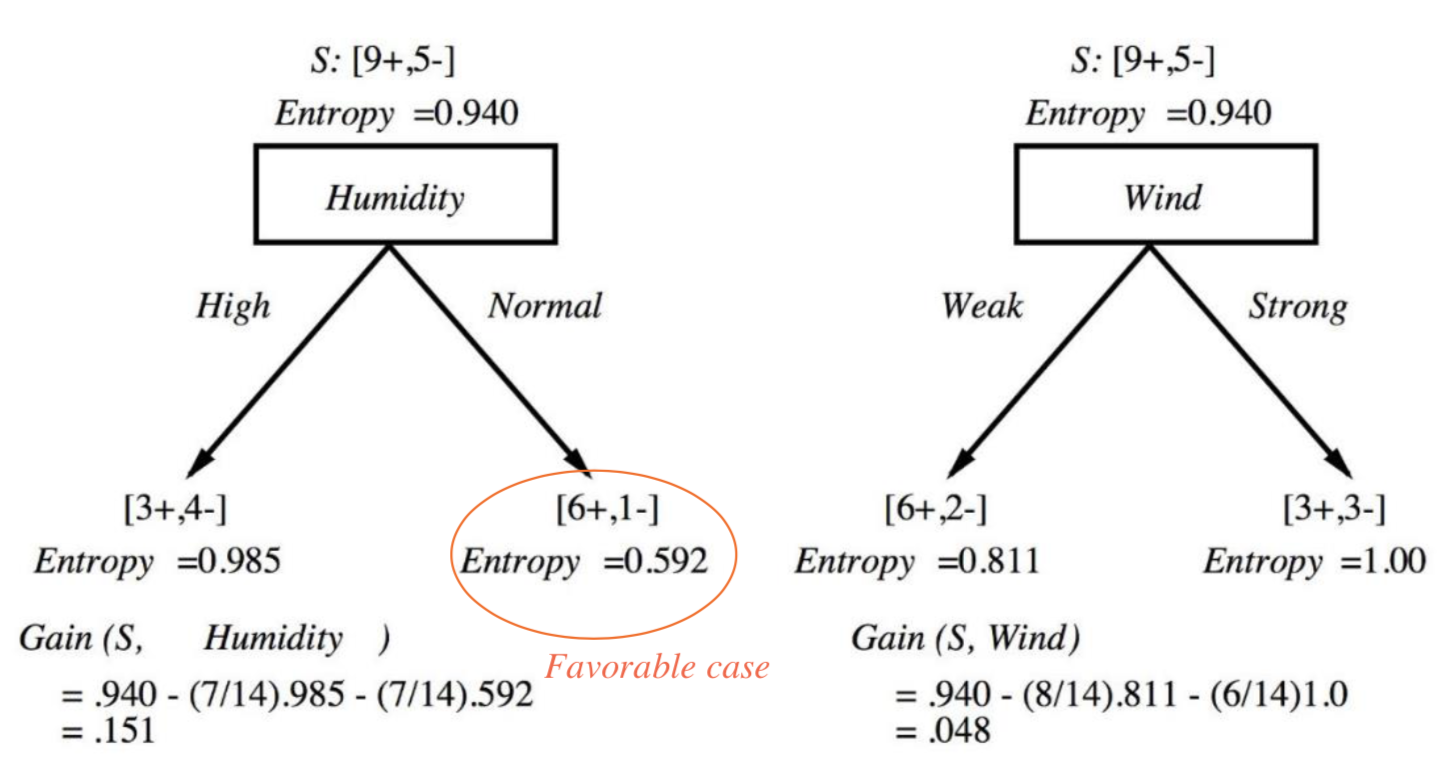 S: [9+,5-]
Entropy =0.940
Humidity
High
Normal
[3+,4-]
Entropy =0.985
[6+,1-]
Entropy =0.592
Gain (S, Humidity )
= .940 - (7/14).985 - (7/14).592
= .151
Favorable case
S: [9+,5-]
Entropy =0.940
Wind
Weak
Strong
[6+,2-]
Entropy =0.811
[3+,3-]
Entropy =1.00
Gain (S, Wind)
= .940 - (8/14).811 - (6/14)1.0
= .048